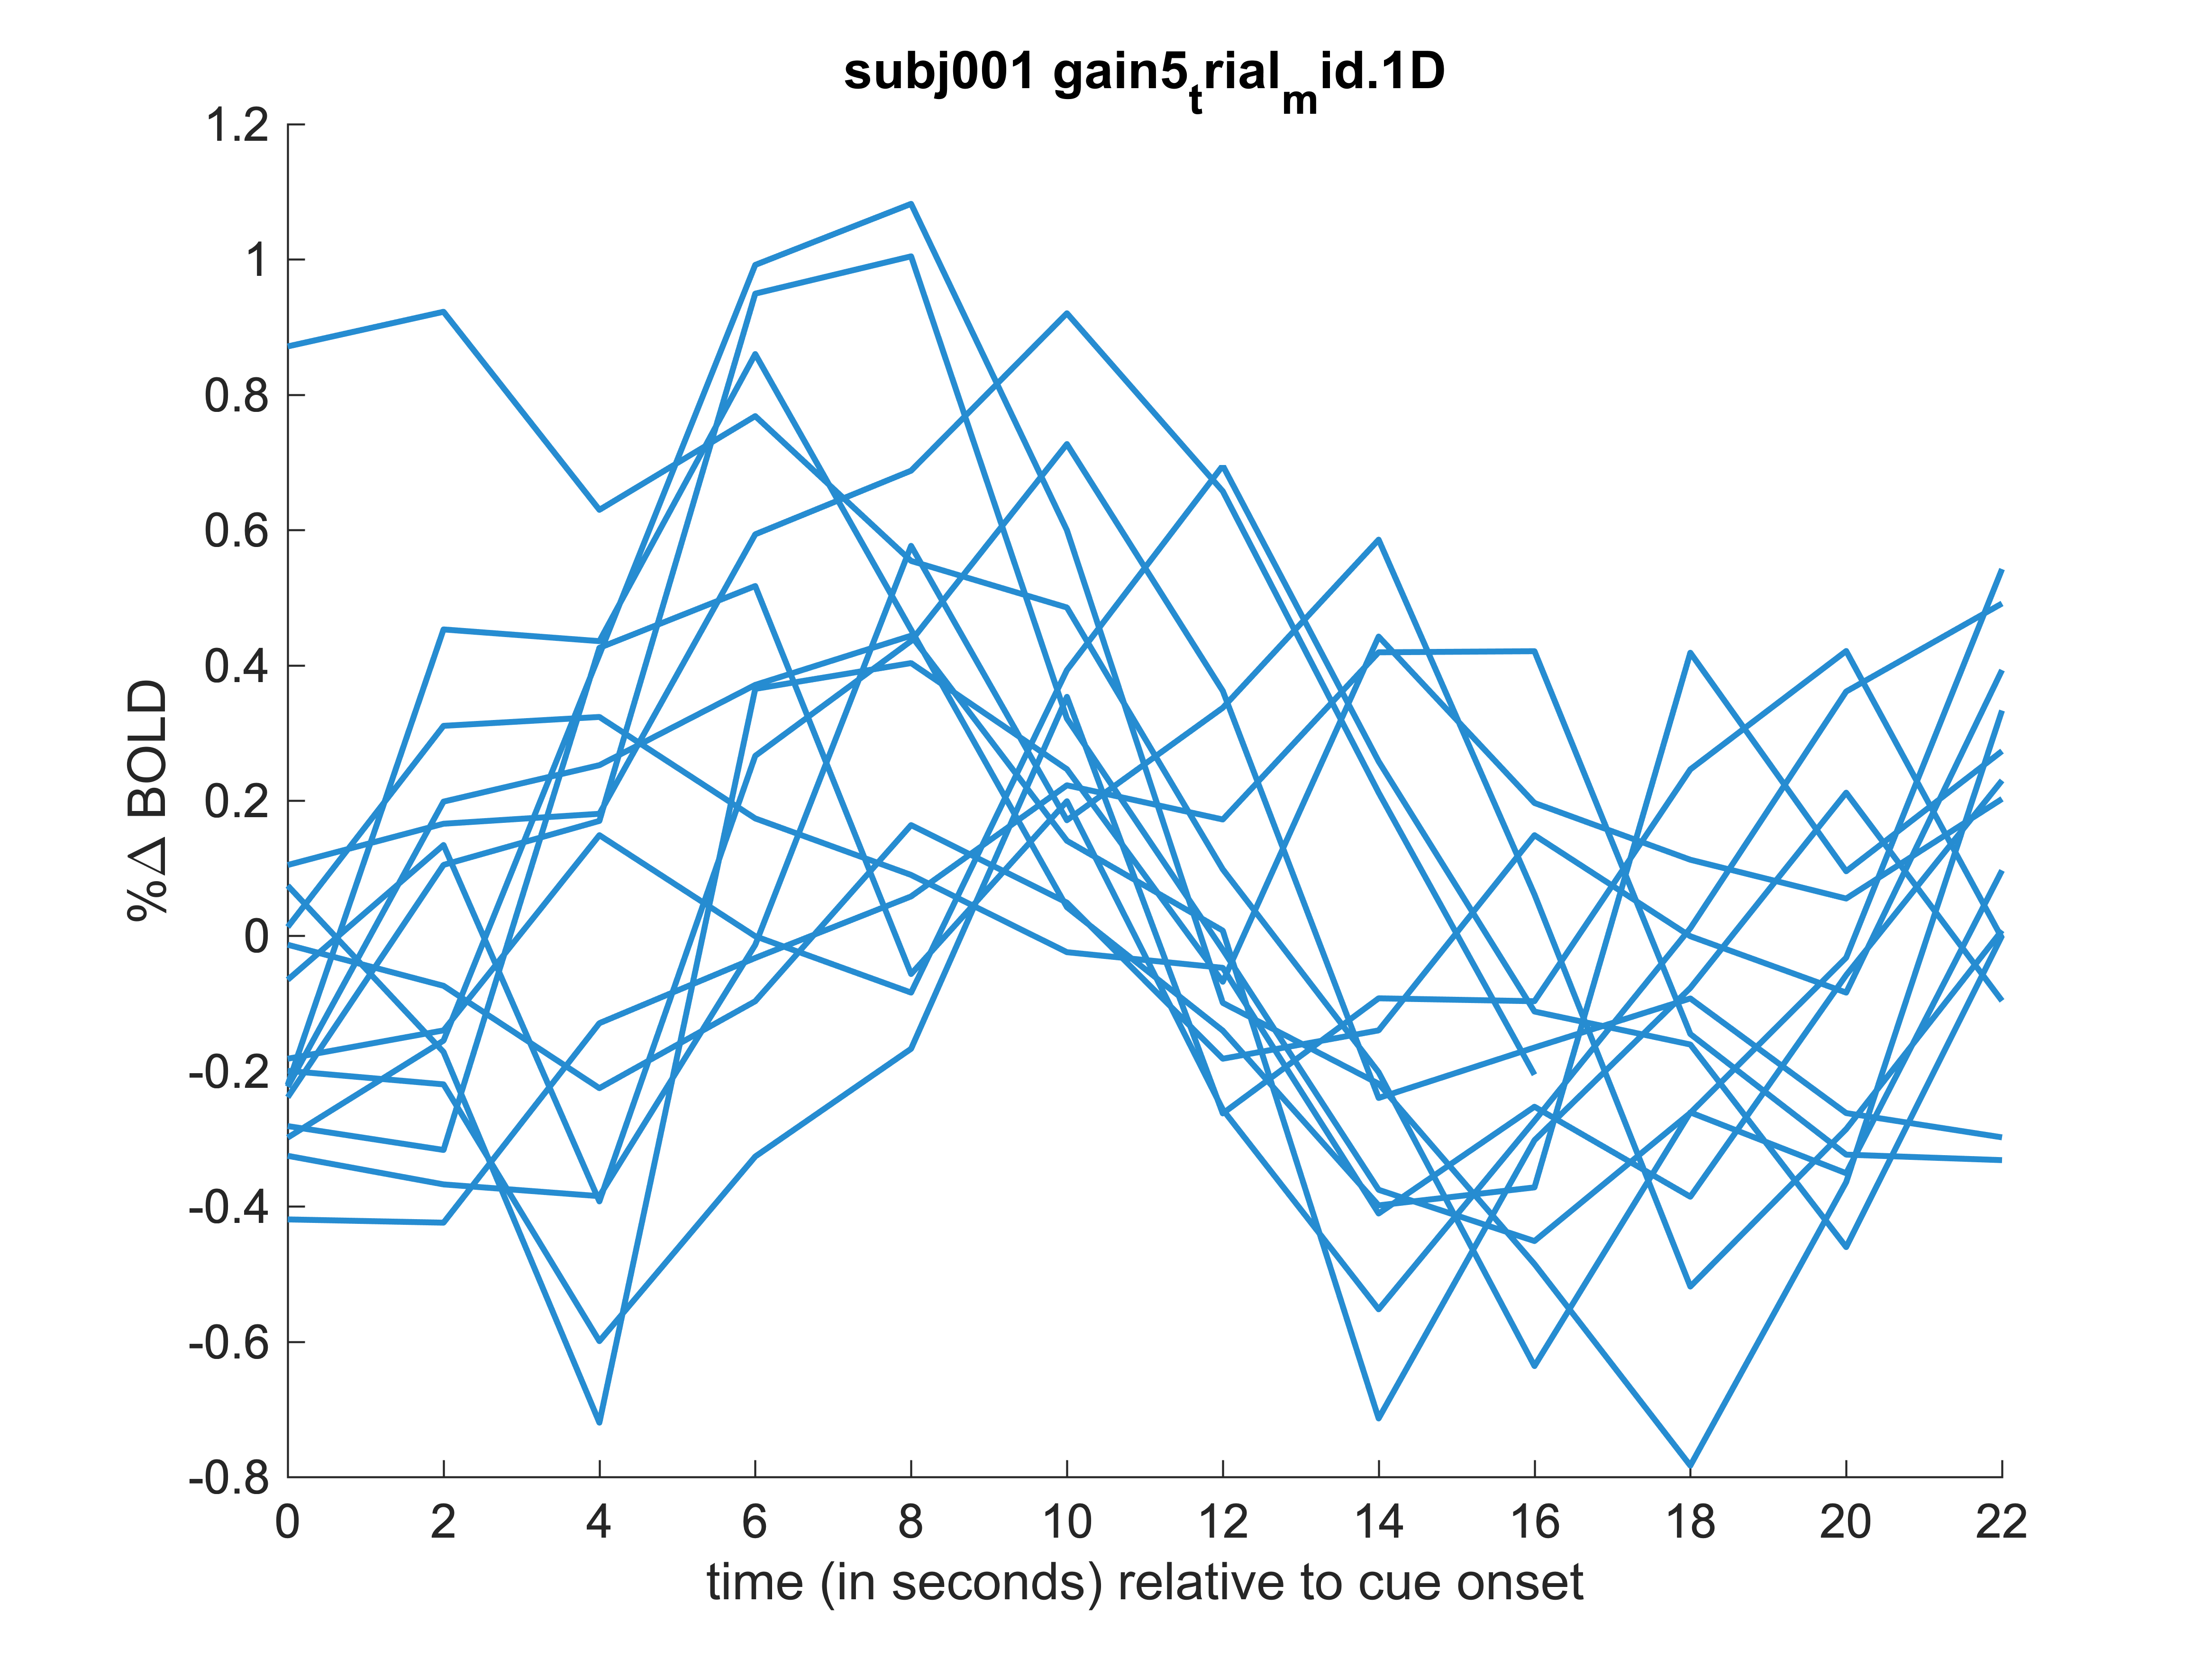 subj001 gain5trialmid.1D
1.2
1
0.8
0.6
0.4
0.2
0
-0.2
-0.4
-0.6
-0.8
%Δ BOLD
0 2 4 6 8 10 12 14 16 18 20 22
time (in seconds) relative to cue onset